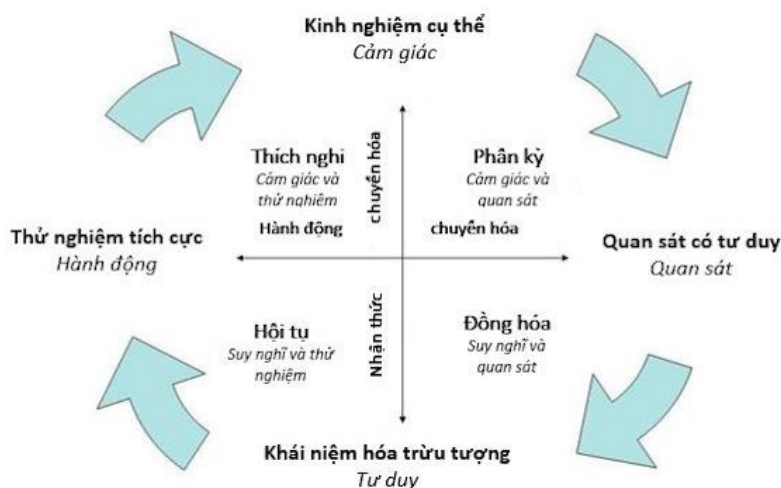 Kinh nghiệm cụ thể
Cảm giác
Thích nghi
Cảm giác và
thử nghiệm
chuyển hóa
Phân kỳ
Cảm giác và
quan sát
Hành động
chuyển hóa
Thử nghiệm tích cực
Hành động
Quan sát có tư duy
Quan sát
Hội tụ
Suy nghĩ và thử
nghiệm
Nhận thức
Đồng hóa
Suy nghĩ và
quan sát
Khái niệm hóa trừu tượng
Tư duy